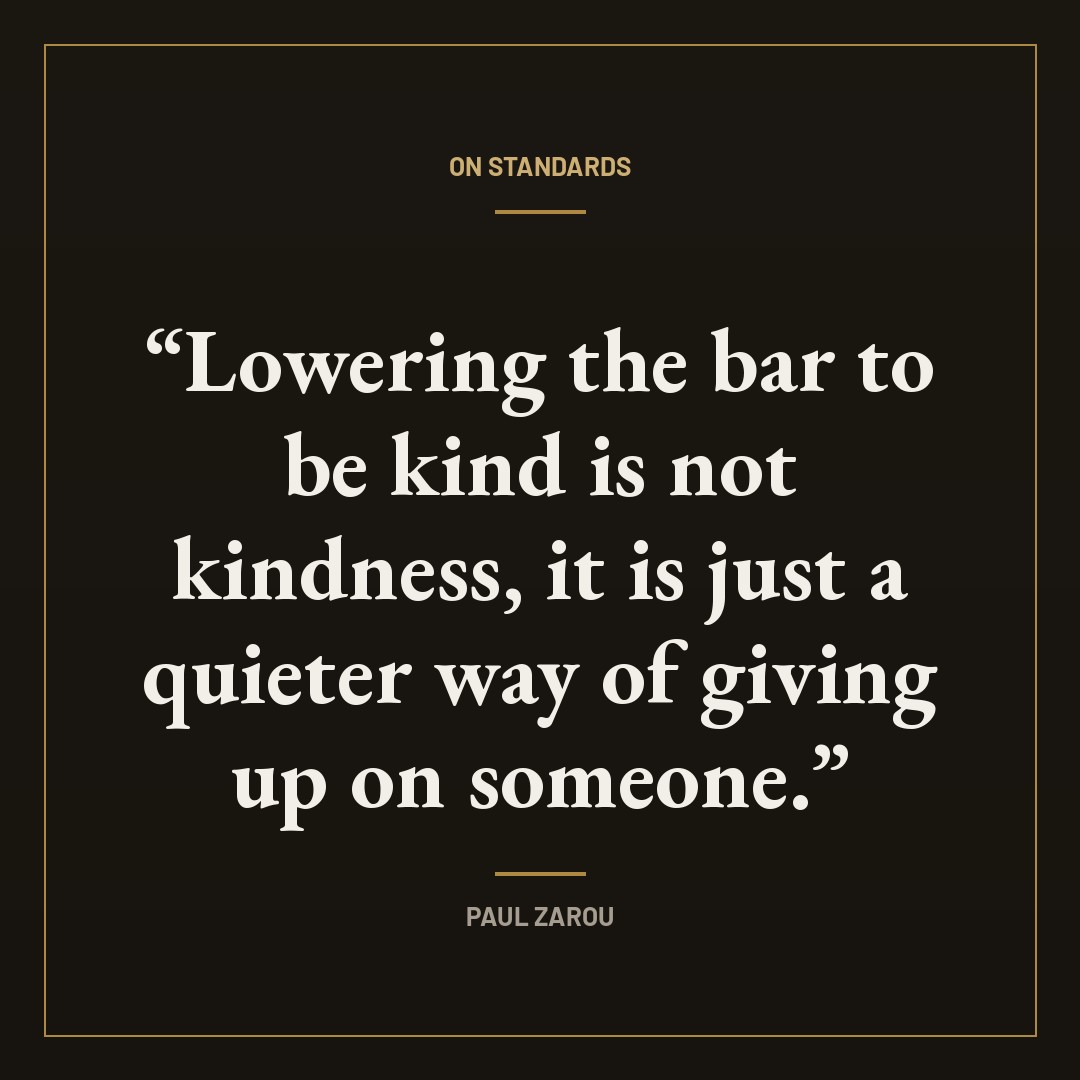 ON STANDARDS
“Lowering the bar to
be kind is not
kindness, it is just a
quieter way of giving
up on someone.”
PAUL ZAROU